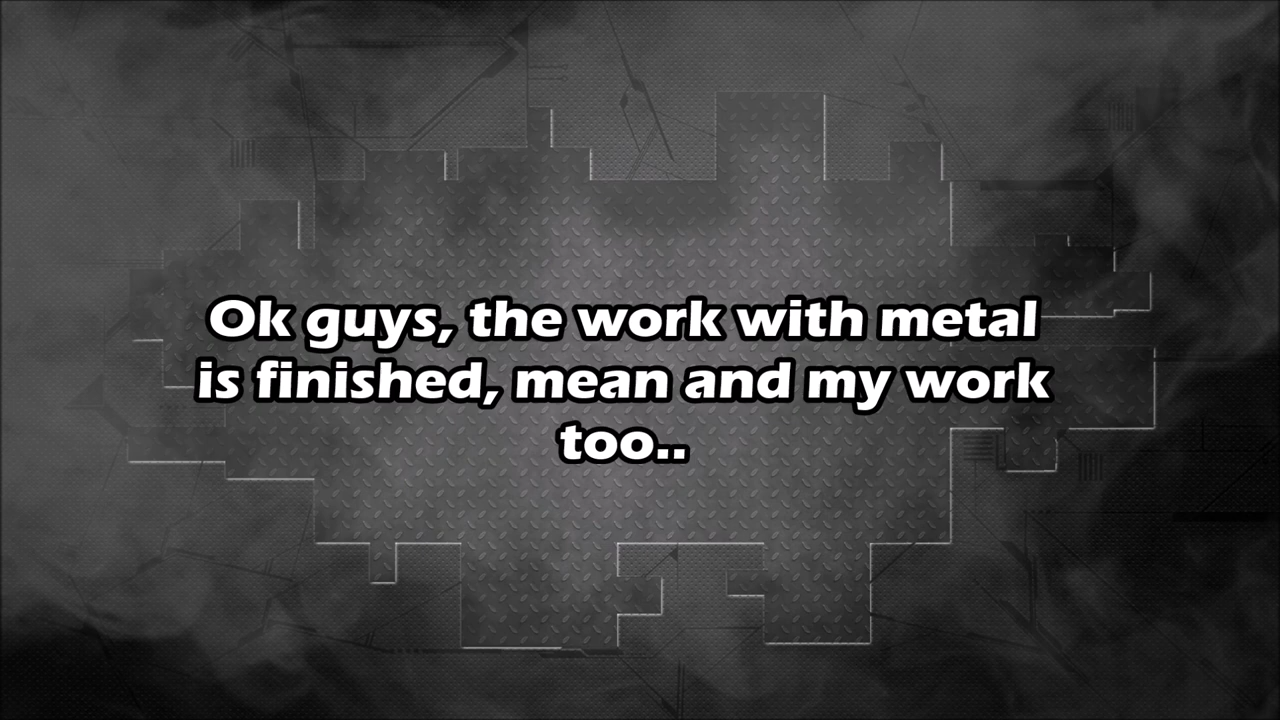 Ok guys, the work with metal
is finished, mean and my work
too..